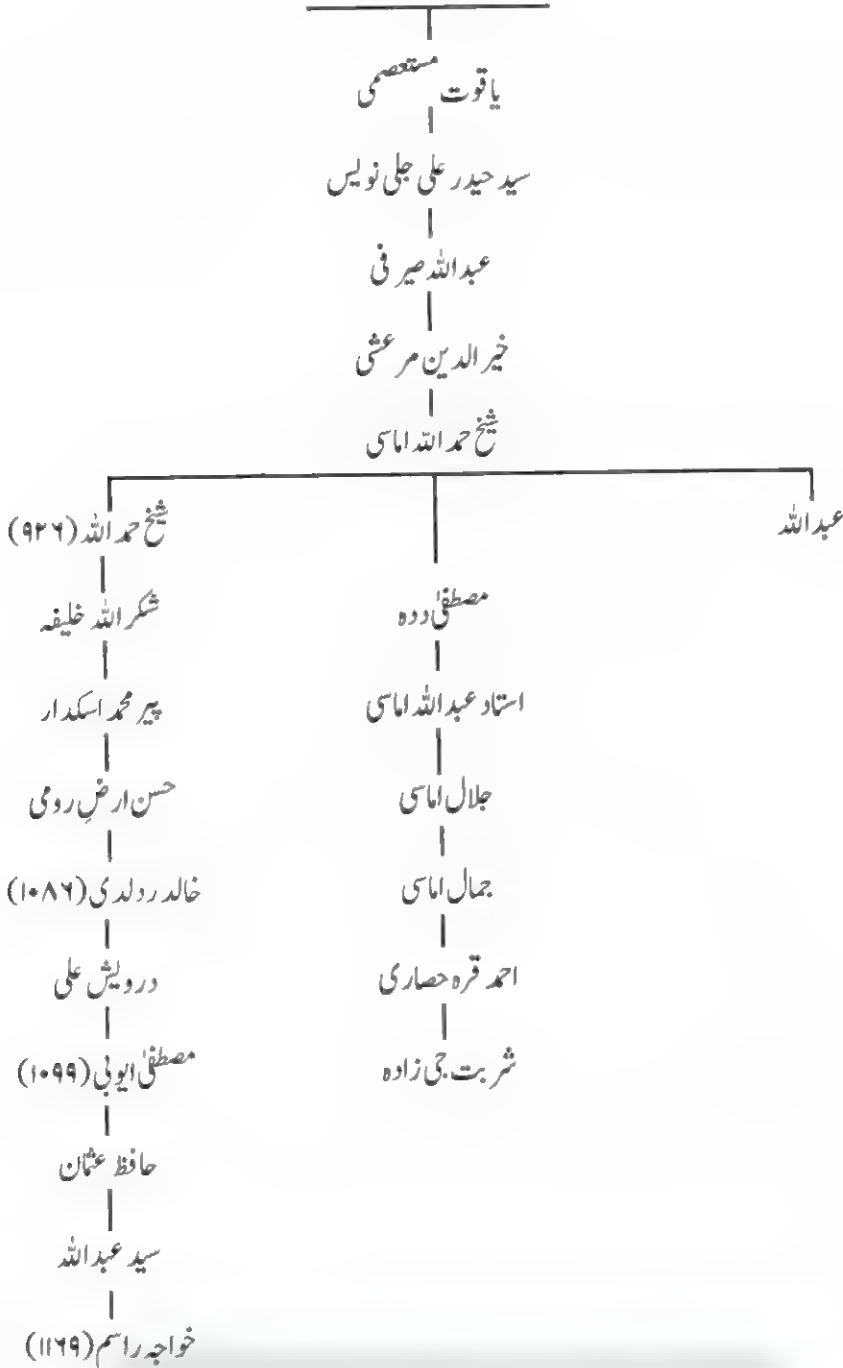 یاقوت مستعصمی
سید حیدر علی جلی نویس
عبداللہ صیرفی
خیر الدین مرعشی
شیخ حمد اللہ اماسی
عبداللہ
شیخ حمد اللہ (۹۲۶)
مصطفیٰ ددہ
شکر اللہ خلیفہ
استاد عبداللہ اماسی
پیر محمد اسکدار
جلال اماسی
حسن ارضِ رومی
جمال اماسی
خالد ردلدی (۱۰۸۶)
احمد قرہ حصاری
درویش علی
شربت جی زادہ
مصطفیٰ ایوبی (۱۰۹۹)
حافظ عثمان
سید عبداللہ
خواجہ راسم (۱۱۶۹)